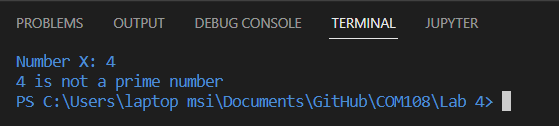 PROBLEMS OUTPUT DEBUG CONSOLE TERMINAL JUPYTER
Number X: 4
4 is not a prime number
PS C:\Users\laptop msi\Documents\GitHub\COM108\Lab 4>